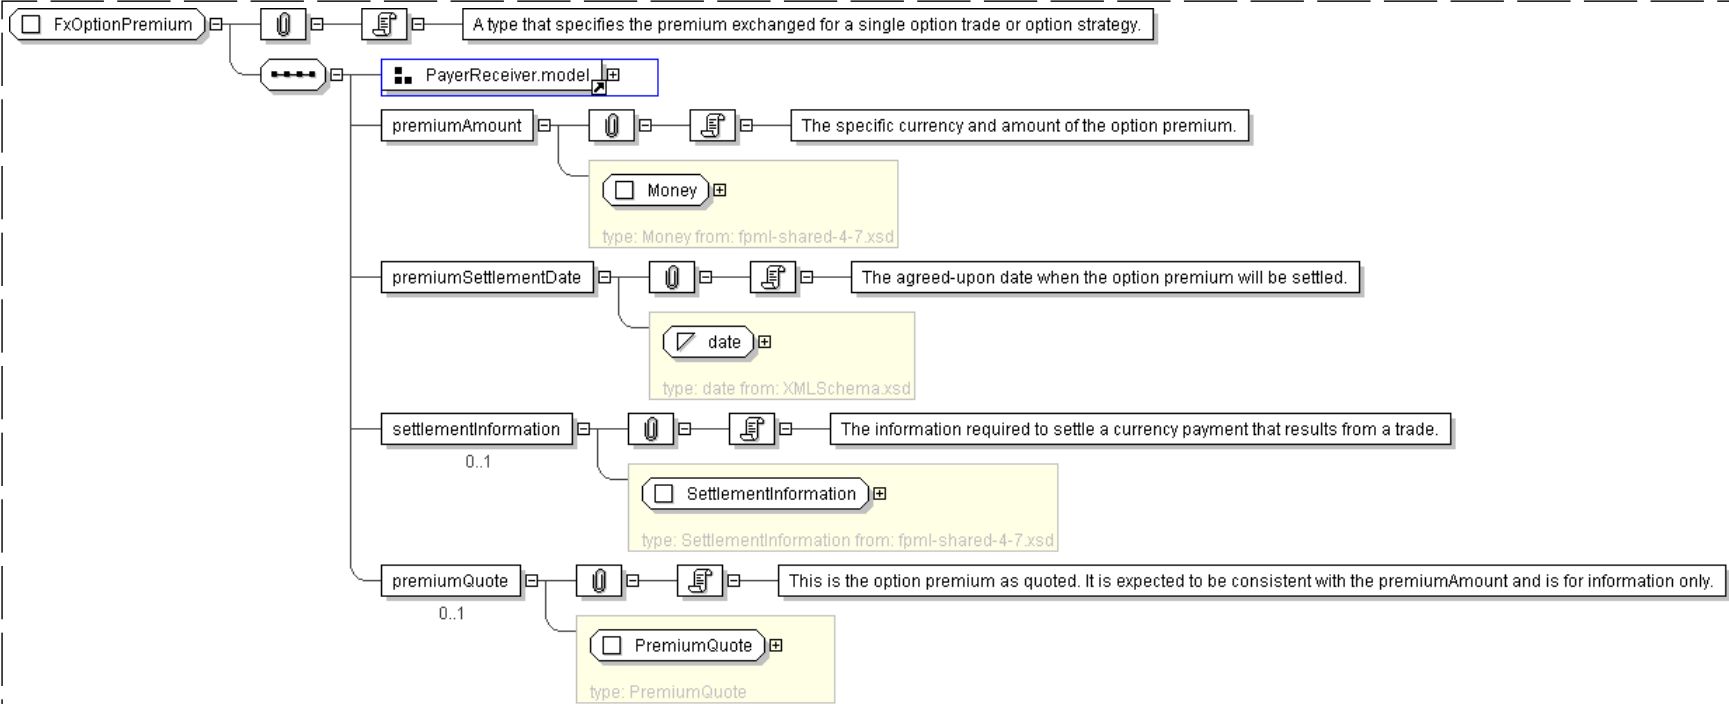 FxOptionPremium
A type that specifies the premium exchanged for a single option trade or option strategy.
PayerReceiver.model
premiumAmount
The specific currency and amount of the option premium.
Money
type: Money from: fpml-shared-4-7.xsd
premiumSettlementDate
The agreed-upon date when the option premium will be settled.
date
type: date from: XMLSchema.xsd
settlementInformation
The information required to settle a currency payment that results from a trade.
0..1
SettlementInformation
type: SettlementInformation from: fpml-shared-4-7.xsd
premiumQuote
This is the option premium as quoted. It is expected to be consistent with the premiumAmount and is for information only.
0..1
PremiumQuote
type: PremiumQuote